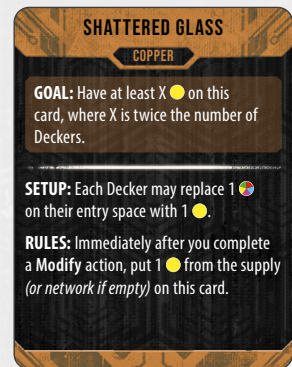 SHATTERED GLASS
COPPER
GOAL: Have at least X on this
card, where X is twice the number of
Deckers.
SETUP: Each Decker may replace 1
on their entry space with 1 .
RULES: Immediately after you complete
a Modify action, put 1 from the supply
(or network if empty) on this card.